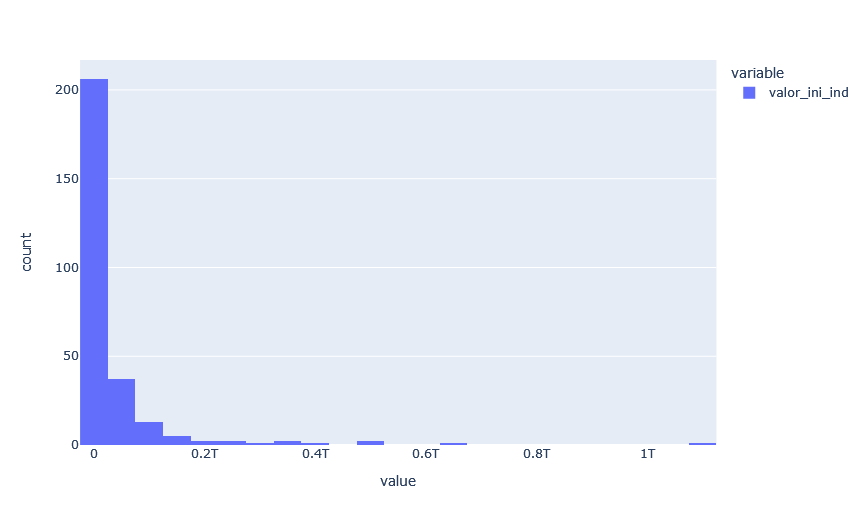 variable
valor_ini_ind
200
150
100
50
0
count
0
0.2T
0.4T
0.6T
0.8T
1T
value